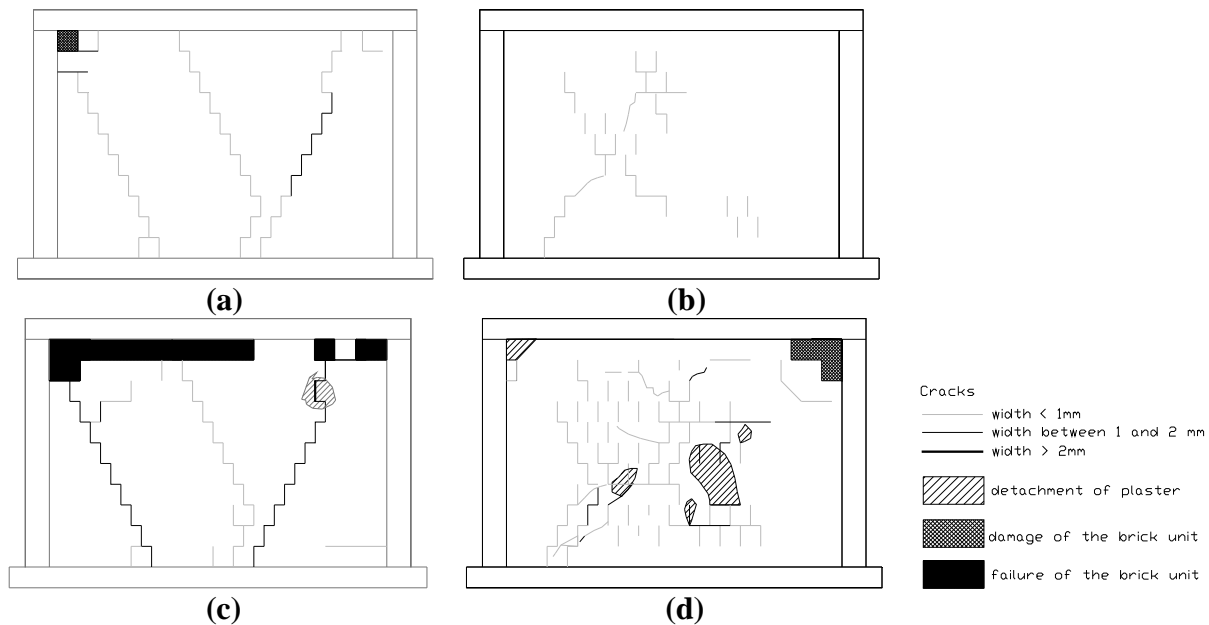 (a)
(b)
(c)
(d)
Cracks
width < 1mm
width between 1 and 2 mm
width > 2mm
detachment of plaster
damage of the brick unit
failure of the brick unit